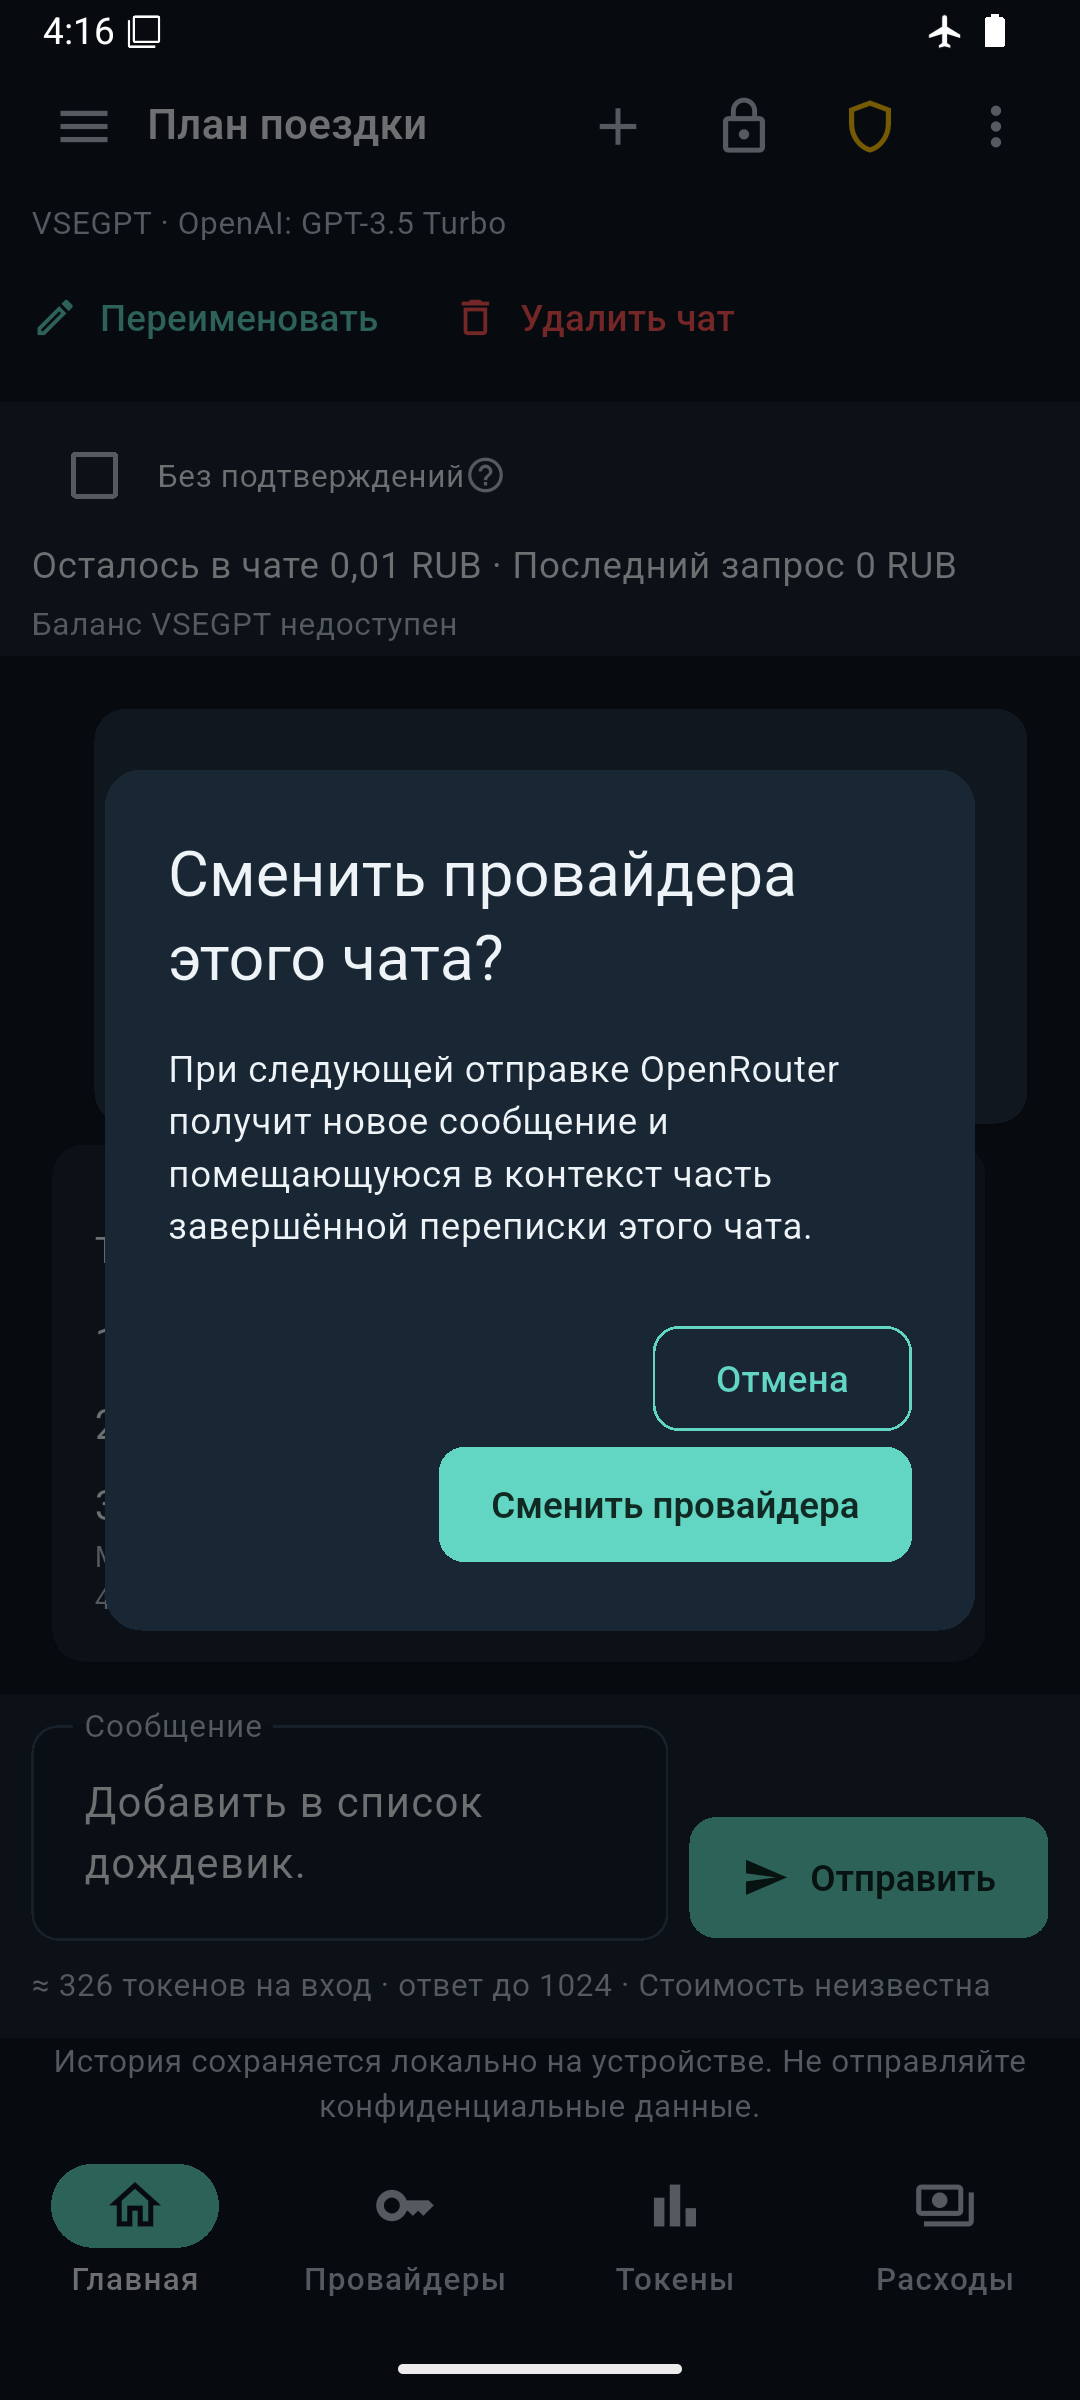 4:16
План поездки
VSEGPT · OpenAI: GPT-3.5 Turbo
Переименовать
Удалить чат
Без подтверждений
Осталось в чате 0,01 RUB · Последний запрос 0 RUB
Баланс VSEGPT недоступен
Сменить провайдера
этого чата?
При следующей отправке OpenRouter
получит новое сообщение и
помещающуюся в контекст часть
завершённой переписки этого чата.
Отмена
Сменить провайдера
Сообщение
Добавить в список
дождевик.
Отправить
≈ 326 токенов на вход · ответ до 1024 · Стоимость неизвестна
История сохраняется локально на устройстве. Не отправляйте
конфиденциальные данные.
Главная
Провайдеры
Токены
Расходы